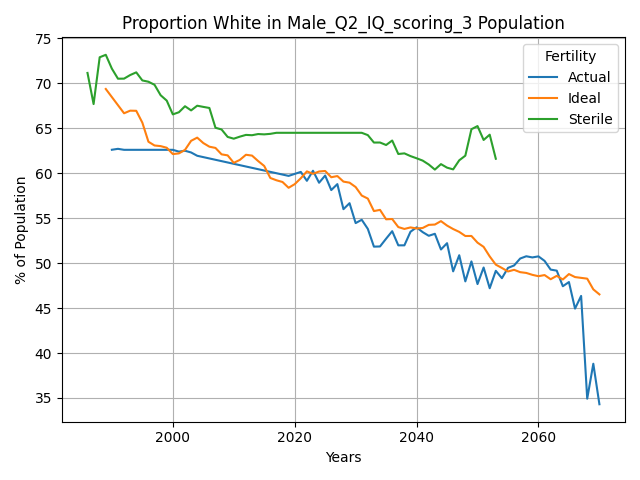 Proportion White in Male_Q2_IQ_scoring_3 Population
75
70
65
60
55
50
45
40
35
% of Population
2000
2020
2040
2060
Years
Fertility
Actual
Ideal
Sterile